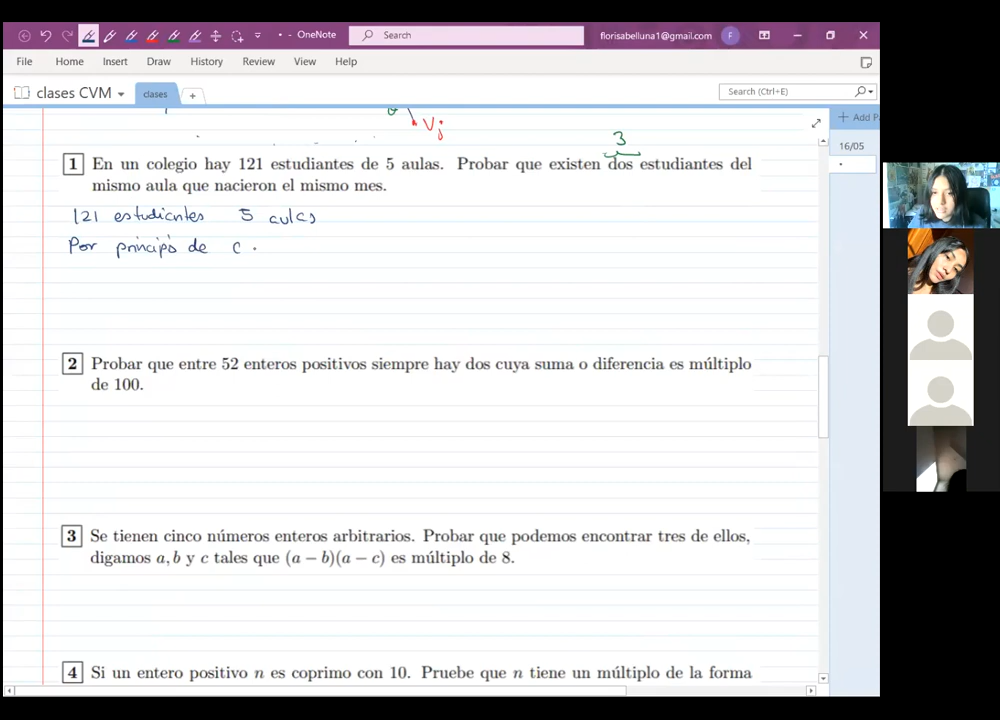 OneNote
Search
florisabelluna1@gmail.com
F
File Home Insert Draw History Review View Help
clases CVM
clases
+
Search (Ctrl+E)
+ Add Pa
16/05
Vj
3
1 En un colegio hay 121 estudiantes de 5 aulas. Probar que existen dos estudiantes del
mismo aula que nacieron el mismo mes.
121 estudiantes 5 aulas
Por principio de c.
2 Probar que entre 52 enteros positivos siempre hay dos cuya suma o diferencia es múltiplo
de 100.
3 Se tienen cinco números enteros arbitrarios. Probar que podemos encontrar tres de ellos,
digamos a, b y c tales que (a − b)(a − c) es múltiplo de 8.
4 Si un entero positivo n es coprimo con 10. Pruebe que n tiene un múltiplo de la forma